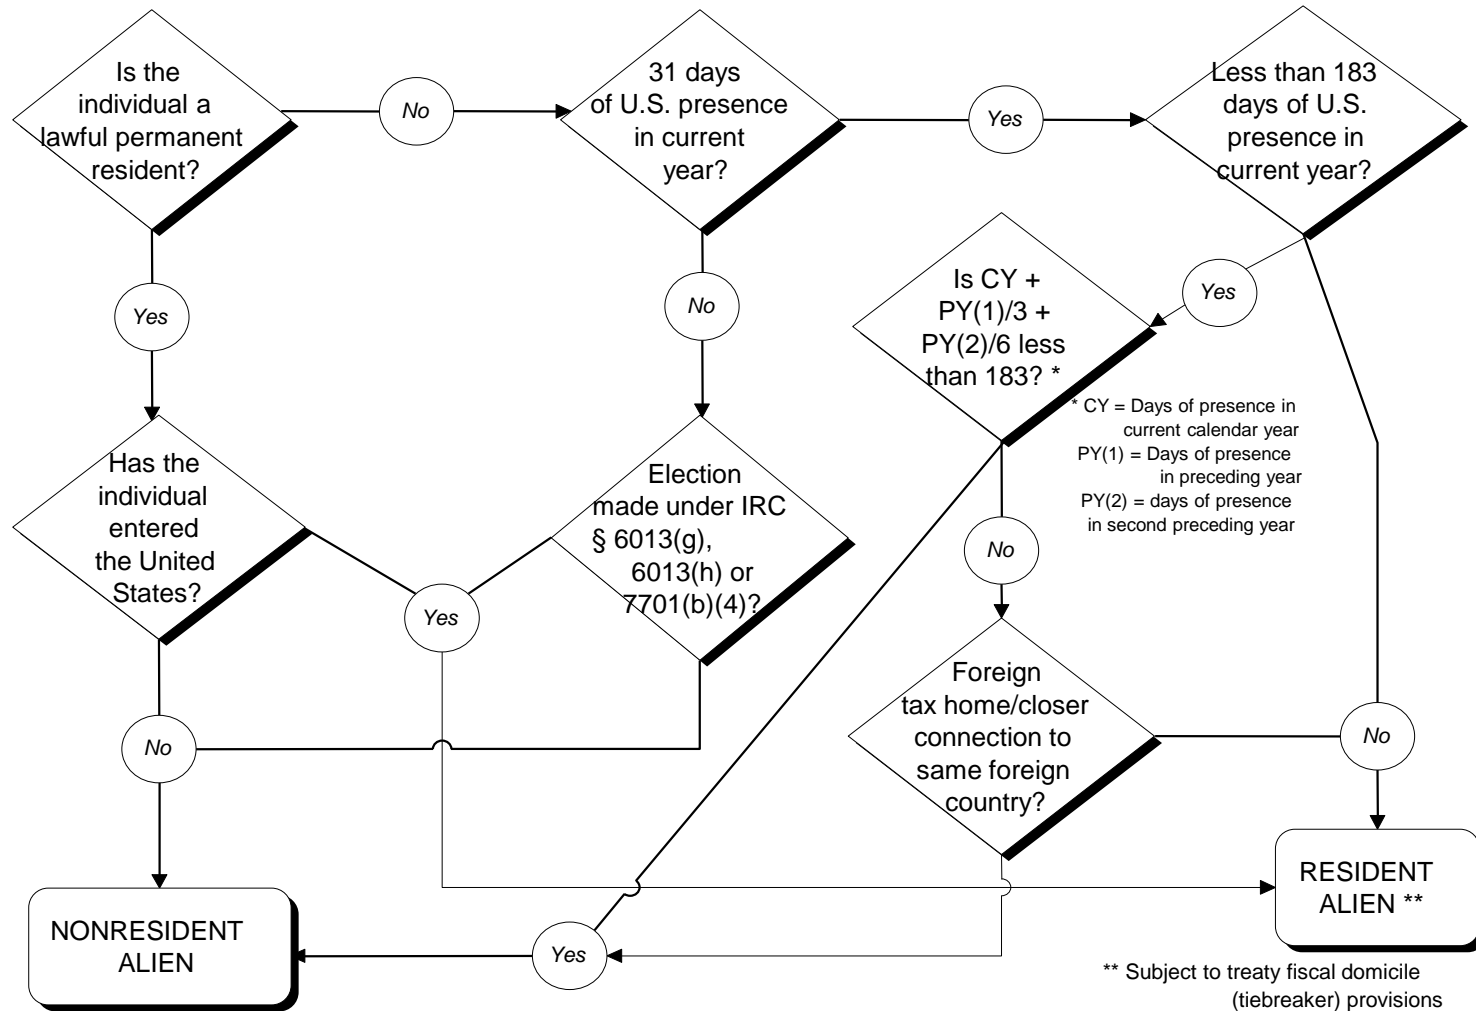 Is the
individual a
lawful permanent
resident?
No
31 days
of U.S. presence
in current
year?
Yes
Less than 183
days of U.S.
presence in
current year?
Yes
No
Is CY +
PY(1)/3 +
PY(2)/6 less
than 183? *
Yes
* CY = Days of presence in
current calendar year
PY(1) = Days of presence
in preceding year
PY(2) = days of presence
in second preceding year
Has the
individual
entered
the United
States?
Election
made under IRC
§ 6013(g),
6013(h) or
7701(b)(4)?
No
Yes
Foreign
tax home/closer
connection to
same foreign
country?
No
No
NONRESIDENT
ALIEN
Yes
RESIDENT
ALIEN **
** Subject to treaty fiscal domicile
(tiebreaker) provisions